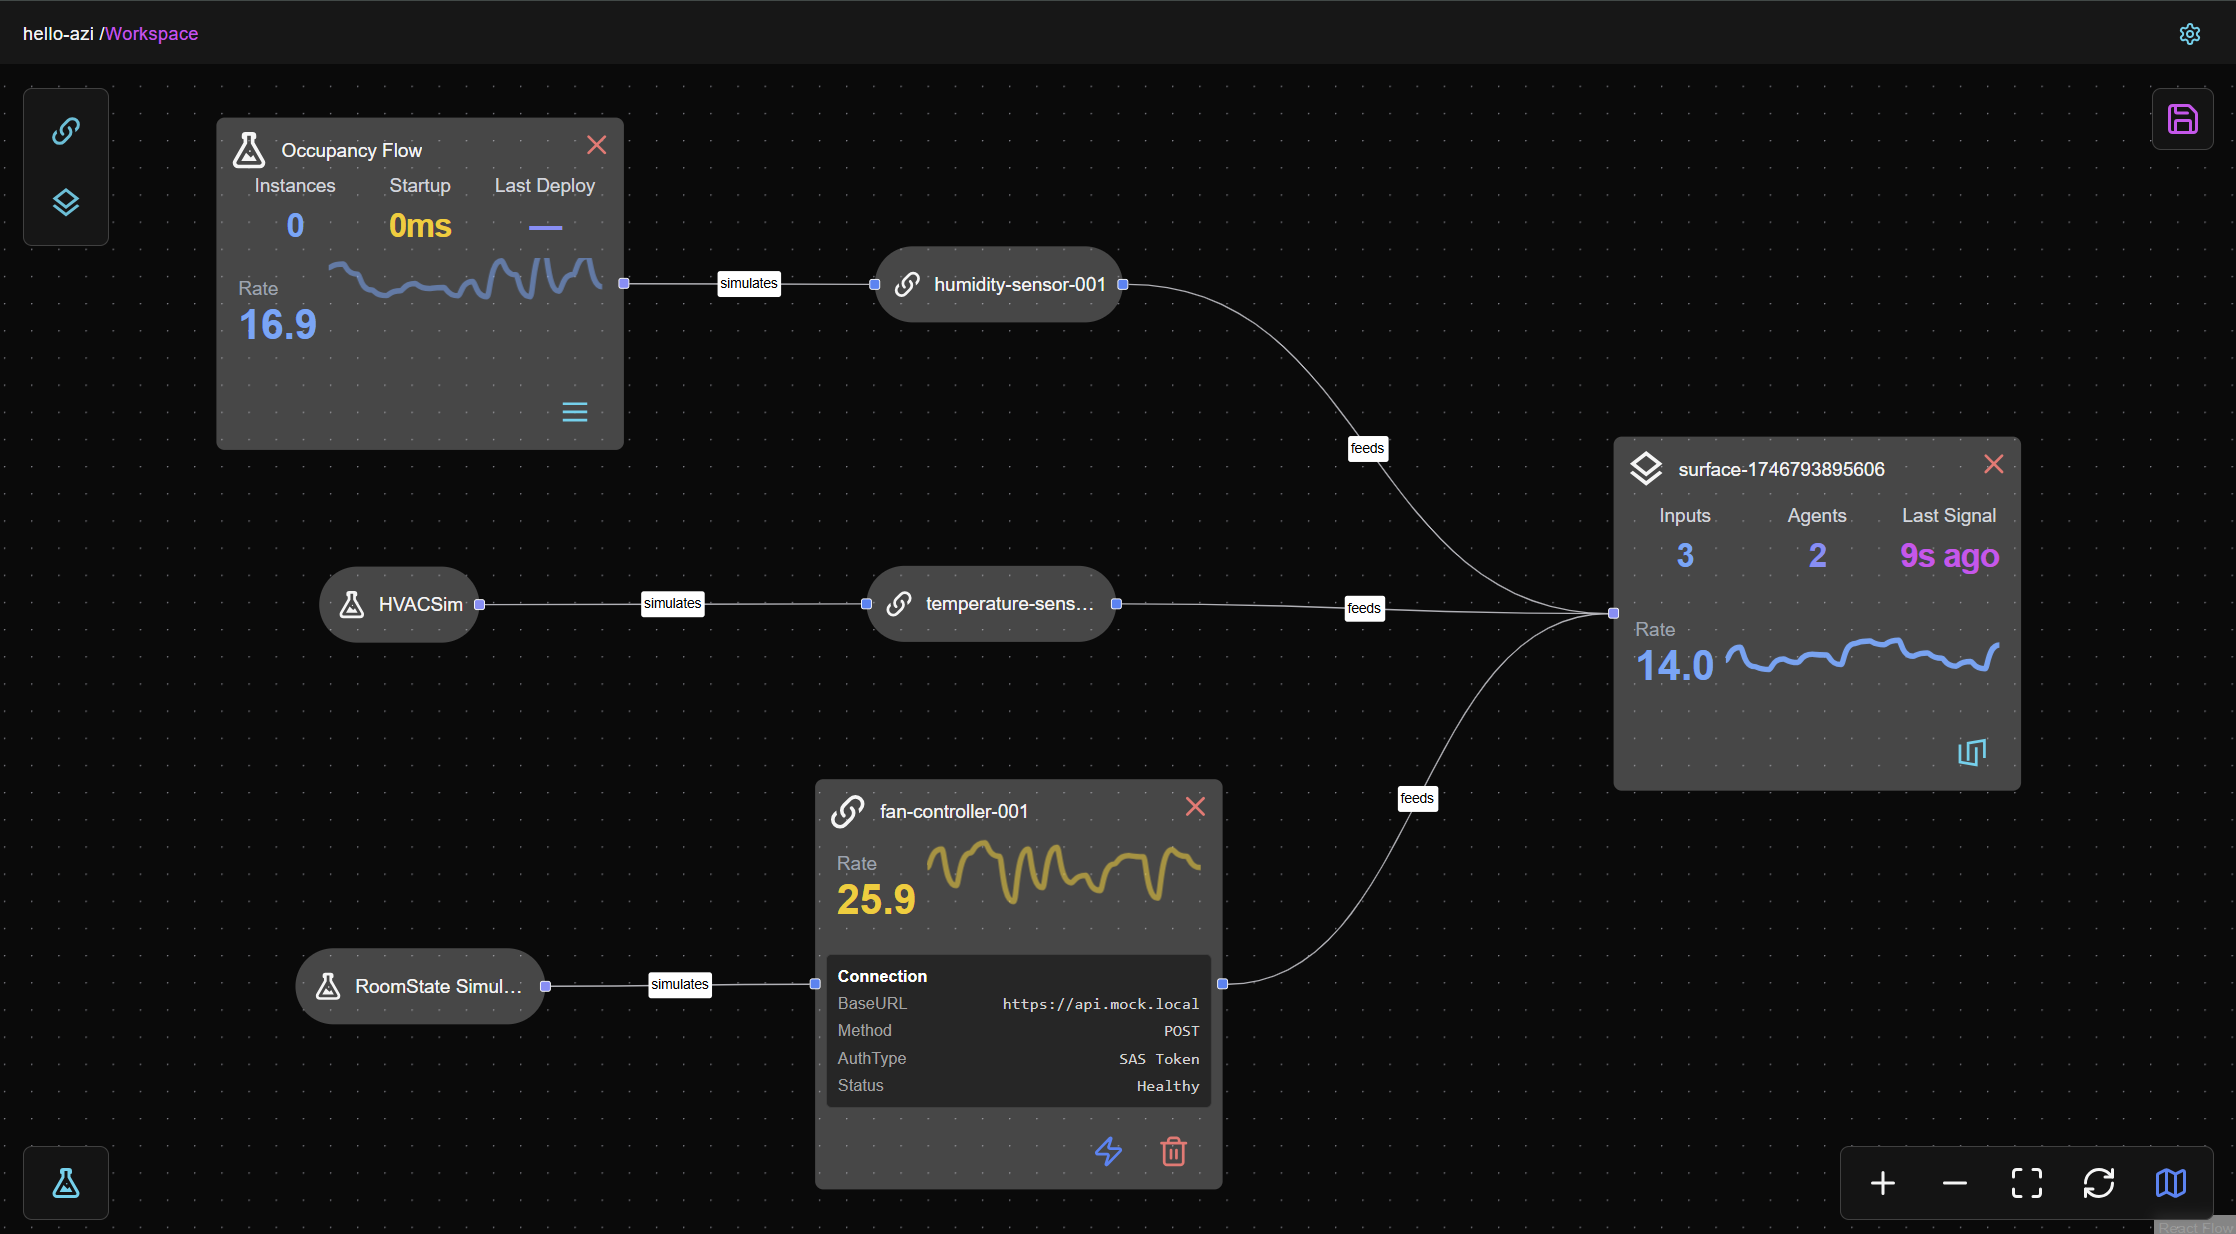 hello-azi /Workspace
Occupancy Flow
Instances Startup Last Deploy
0 0ms —
Rate
16.9
simulates
humidity-sensor-001
feeds
surface-1746793895606
Inputs Agents Last Signal
3 2 9s ago
Rate
14.0
HVACSim
simulates
temperature-sens...
feeds
feeds
fan-controller-001
Rate
25.9
RoomState Simul...
simulates
Connection
BaseURL https://api.mock.local
Method POST
AuthType SAS Token
Status Healthy
React Flow